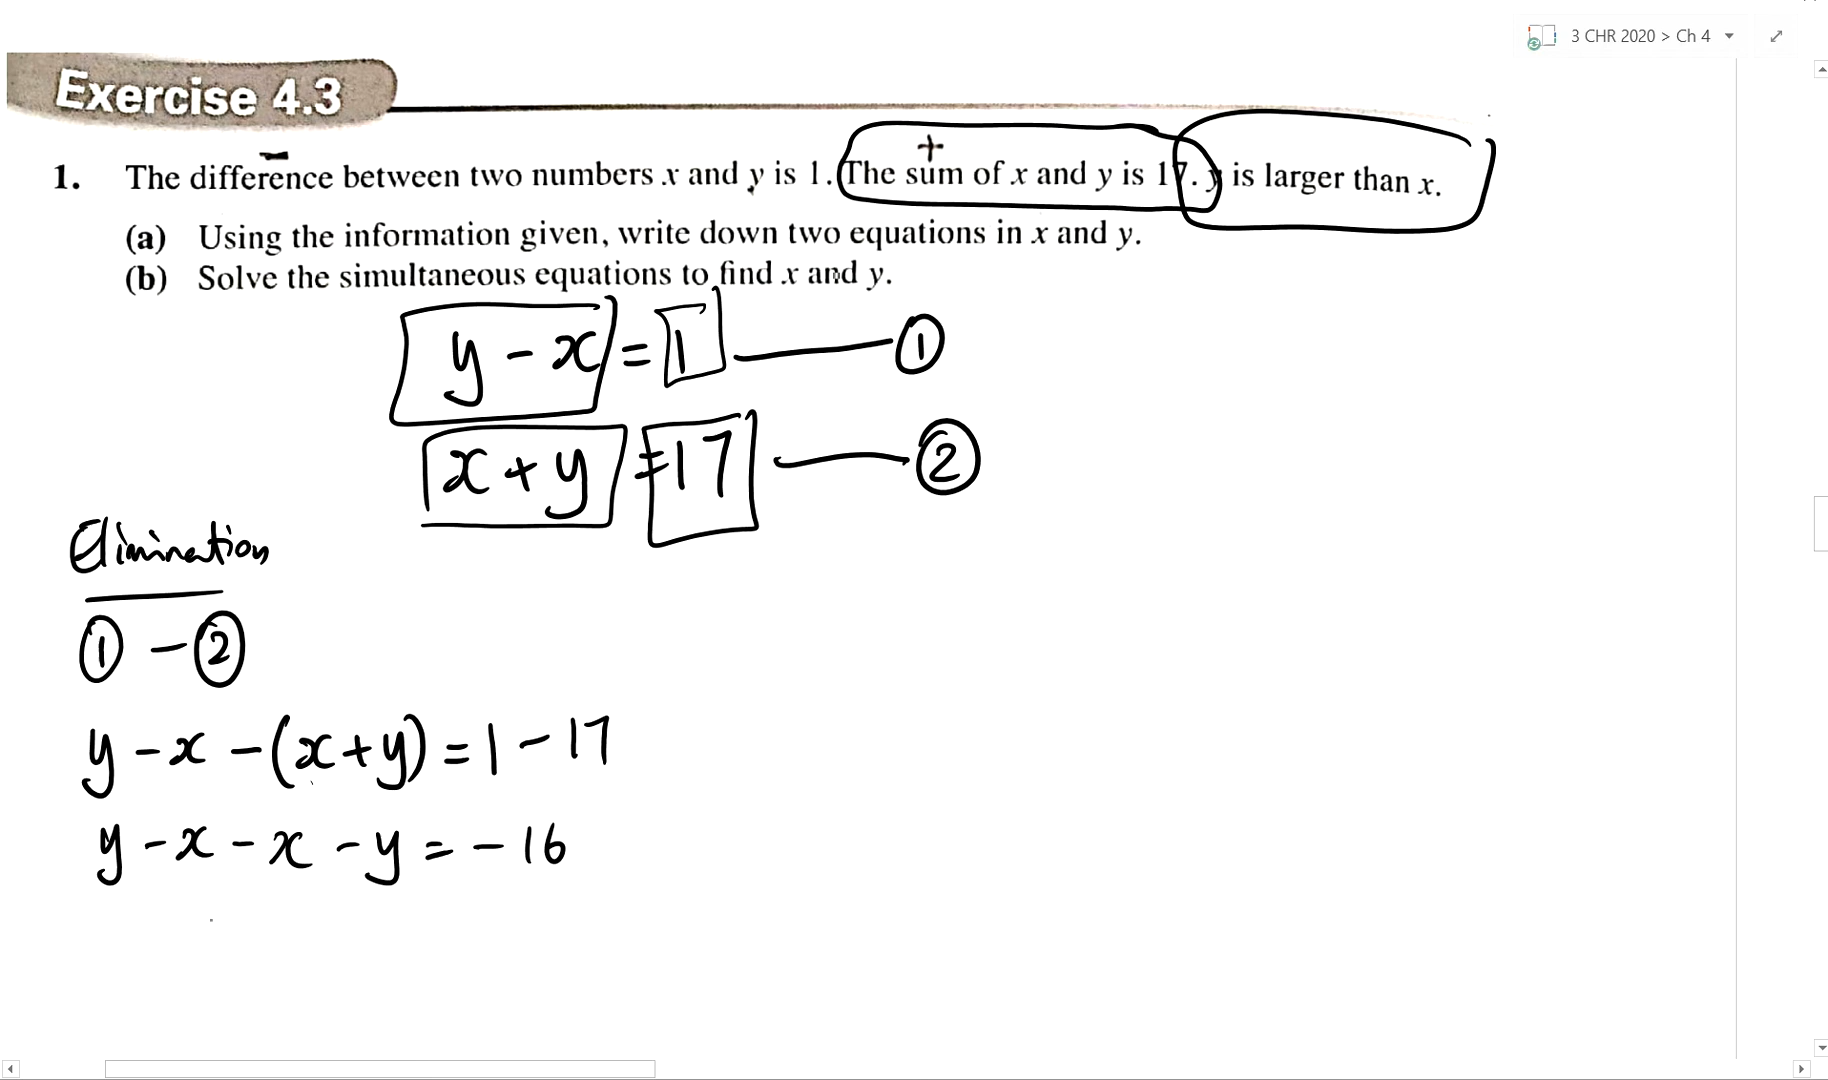 3 CHR 2020 > Ch 4
Exercise 4.3
1. The difference between two numbers x and y is 1. The sum of x and y is 17. y is larger than x.
−
+
(a) Using the information given, write down two equations in x and y.
(b) Solve the simultaneous equations to find x and y.
y - x = 1 ——— ①
x + y = 17 ——— ②
Elimination
① - ②
y - x - (x + y) = 1 - 17
y - x - x - y = - 16